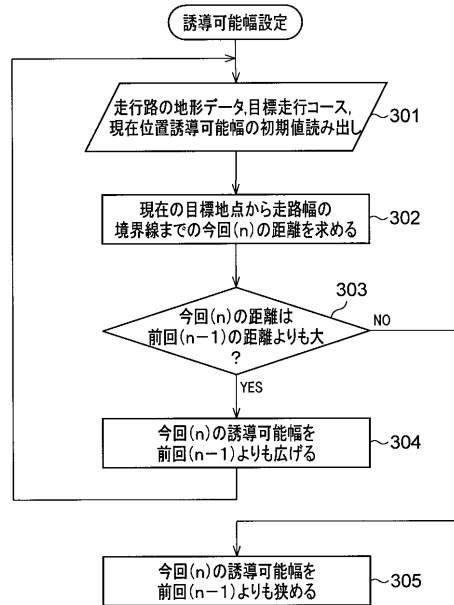 誘導可能幅設定
走行路の地形データ,目標走行コース,
現在位置誘導可能幅の初期値読み出し
301
現在の目標地点から走路幅の
境界線までの今回(n)の距離を求める
302
303
今回(n)の距離は
前回(n-1)の距離よりも大
?
NO
YES
今回(n)の誘導可能幅を
前回(n-1)よりも広げる
304
今回(n)の誘導可能幅を
前回(n-1)よりも狭める
305